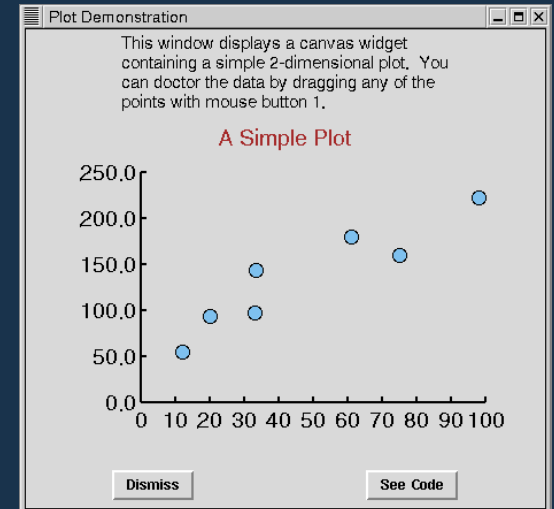 Plot Demonstration
This window displays a canvas widget
containing a simple 2-dimensional plot. You
can doctor the data by dragging any of the
points with mouse button 1.
A Simple Plot
250.0
200.0
150.0
100.0
50.0
0.0
0 10 20 30 40 50 60 70 80 90 100
Dismiss See Code